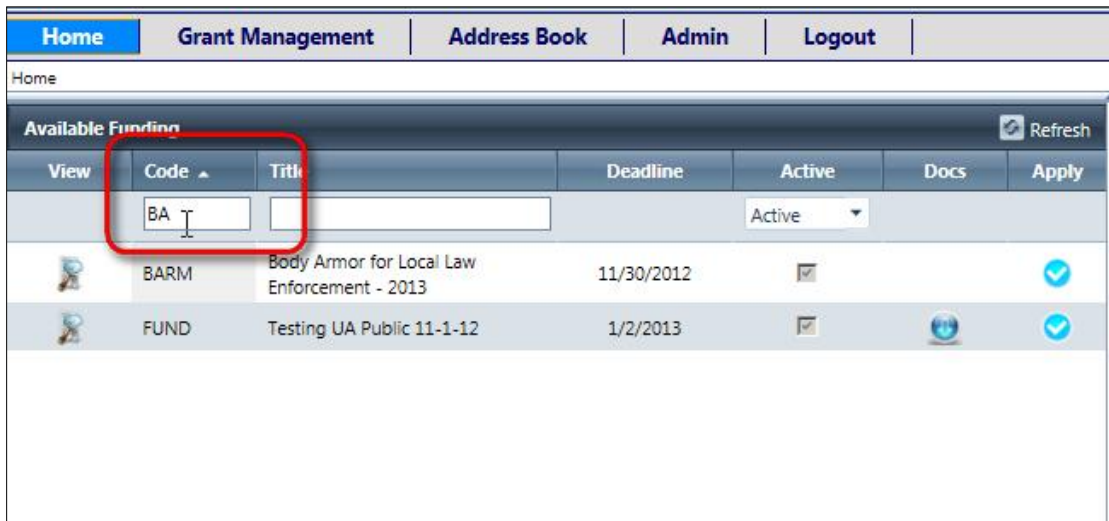 Home Grant Management Address Book Admin Logout
Home
Available Funding Refresh
View Code Title Deadline Active Docs Apply
BA Active
BARM Body Armor for Local Law Enforcement - 2013 11/30/2012
FUND Testing UA Public 11-1-12 1/2/2013